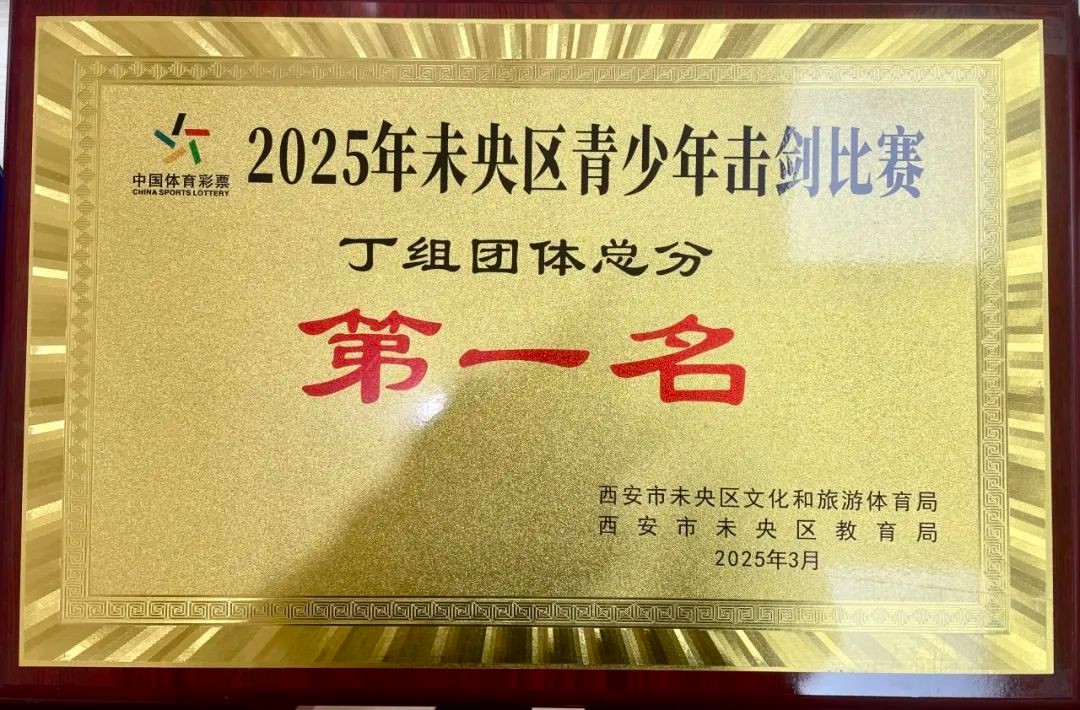 中国体育彩票
CHINA SPORTS LOTTERY
2025年未央区青少年击剑比赛
丁组团体总分
第一名
西安市未央区文化和旅游体育局
西安市未央区教育局
2025年3月